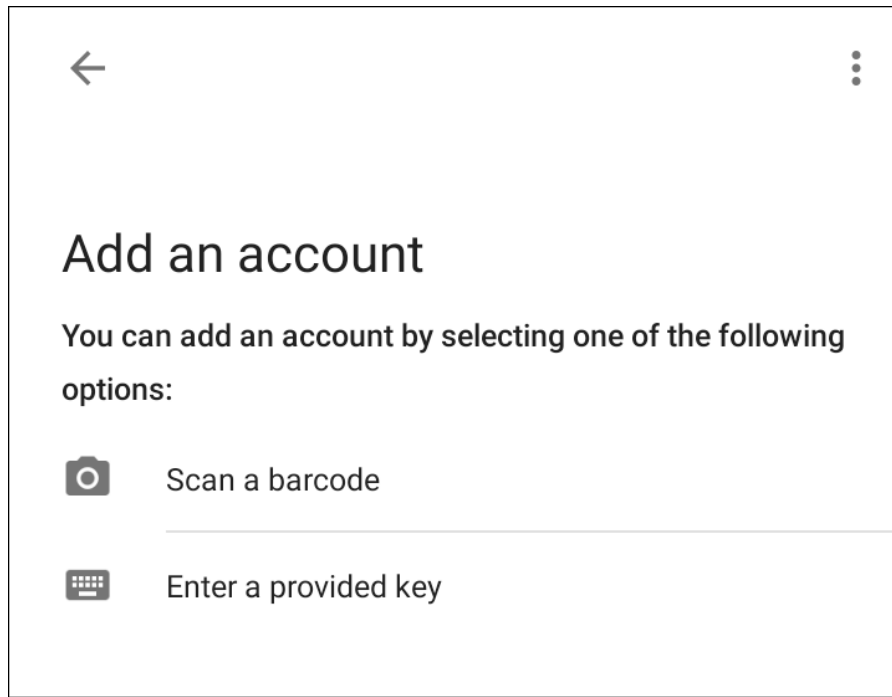 Add an account
You can add an account by selecting one of the following
options:
Scan a barcode
Enter a provided key